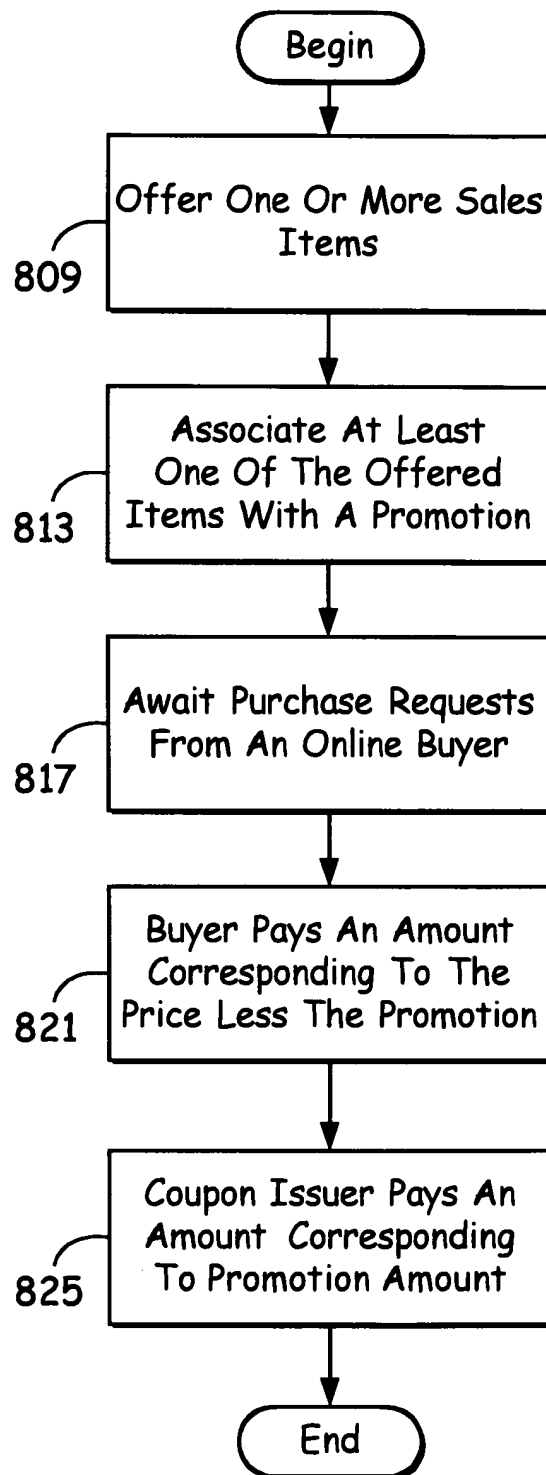 Begin
Offer One Or More Sales
Items
809
Associate At Least
One Of The Offered
Items With A Promotion
813
Await Purchase Requests
From An Online Buyer
817
Buyer Pays An Amount
Corresponding To The
Price Less The Promotion
821
Coupon Issuer Pays An
Amount Corresponding
To Promotion Amount
825
End